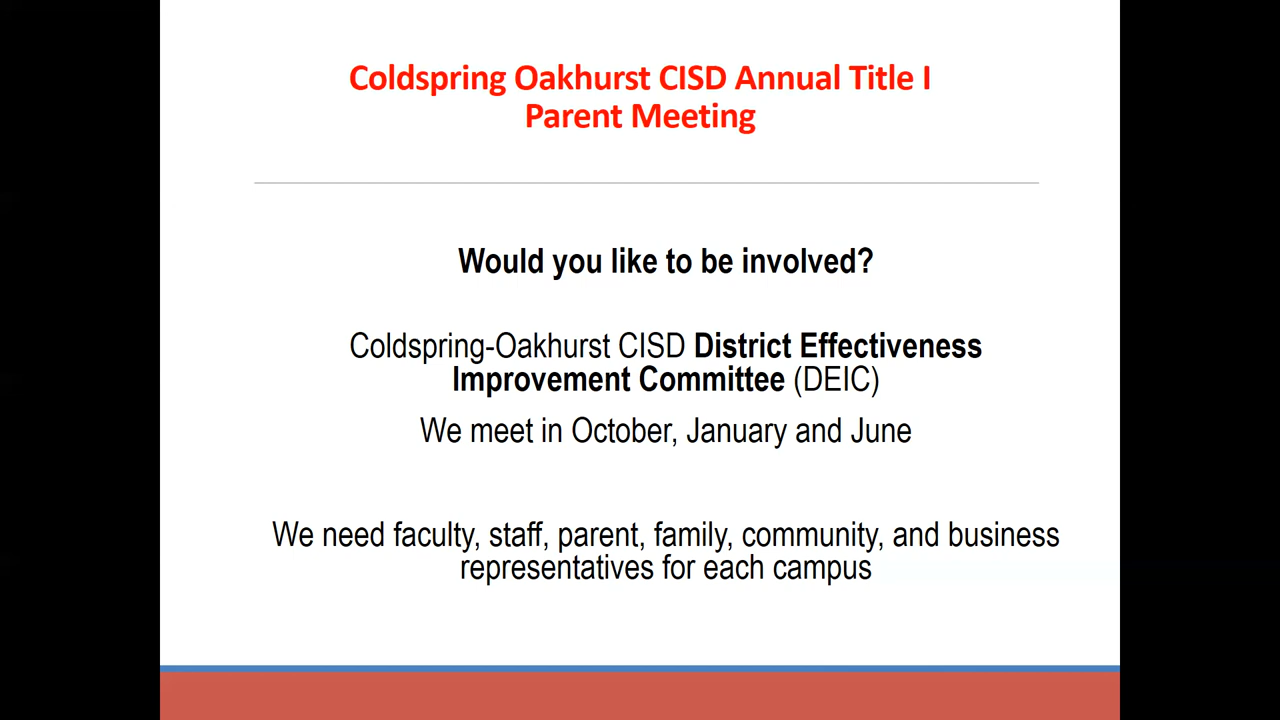 Coldspring Oakhurst CISD Annual Title I
Parent Meeting
Would you like to be involved?
Coldspring-Oakhurst CISD District Effectiveness
Improvement Committee (DEIC)
We meet in October, January and June
We need faculty, staff, parent, family, community, and business
representatives for each campus